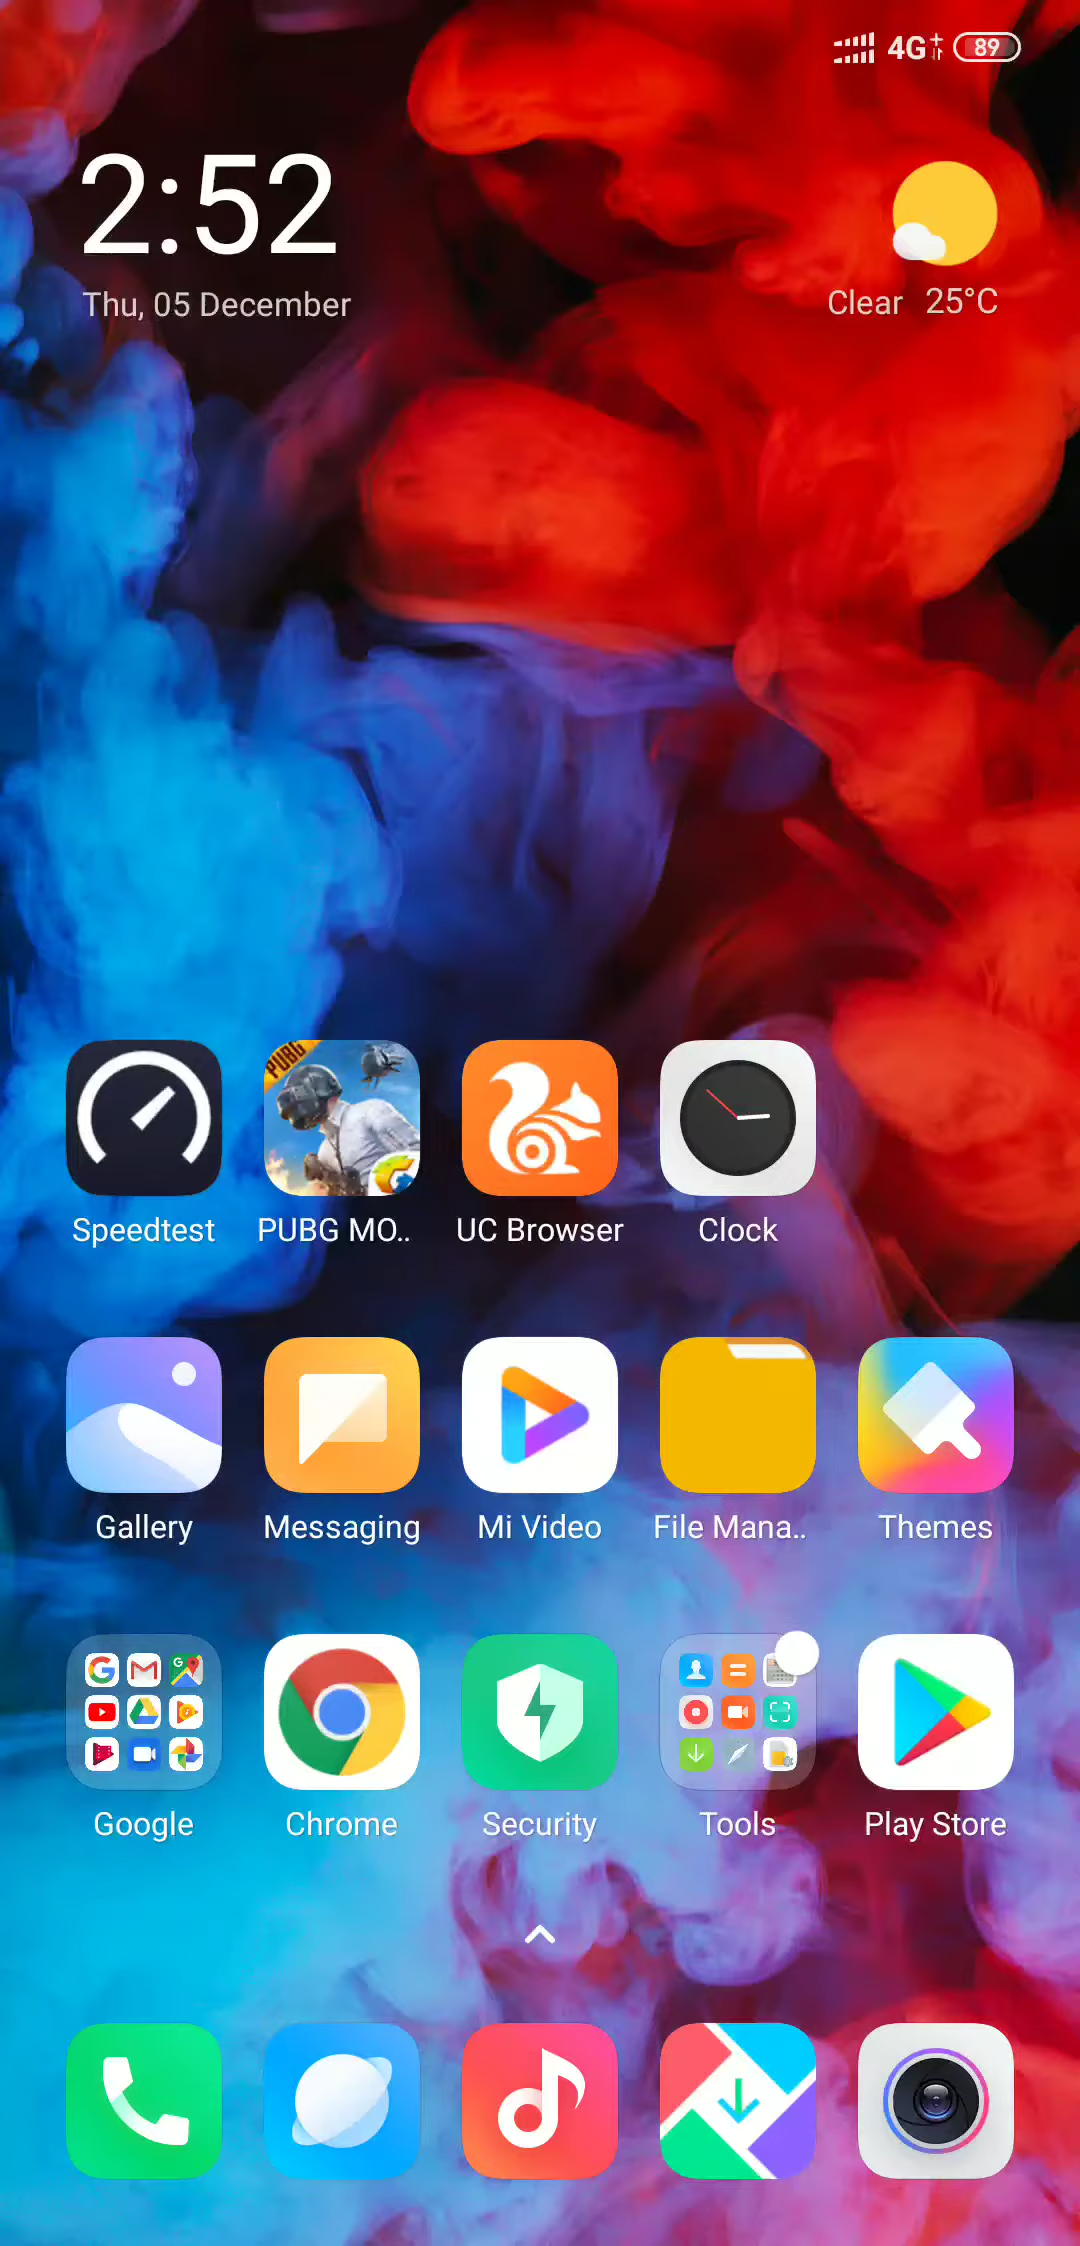 4G+ 89
2:52
Thu, 05 December
Clear 25°C
PUBG
Speedtest PUBG MO.. UC Browser Clock
Gallery Messaging Mi Video File Mana.. Themes
Google Chrome Security Tools Play Store